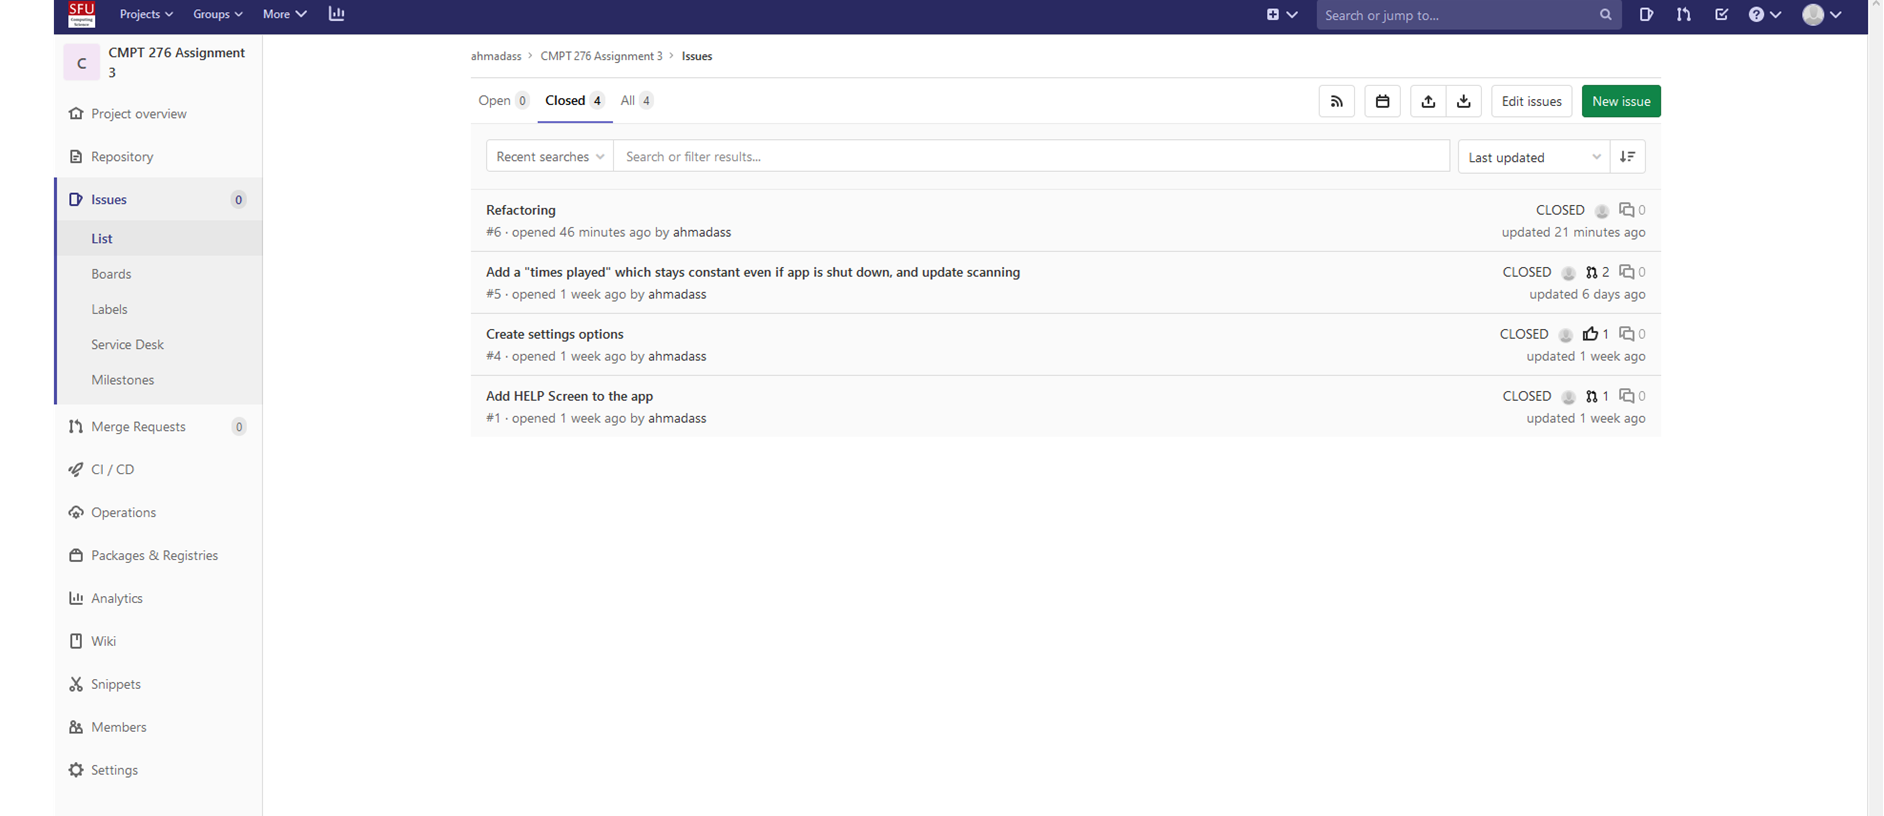 SFU
Computing
Science
Projects
Groups
More
Search or jump to...
C
CMPT 276 Assignment
3
Project overview
Repository
Issues 0
List
Boards
Labels
Service Desk
Milestones
Merge Requests 0
CI / CD
Operations
Packages & Registries
Analytics
Wiki
Snippets
Members
Settings
ahmadass › CMPT 276 Assignment 3 › Issues
Open 0 Closed 4 All 4
Edit issues
New issue
Recent searches
Search or filter results...
Last updated
Refactoring
CLOSED 0
#6 · opened 46 minutes ago by ahmadass
updated 21 minutes ago
Add a "times played" which stays constant even if app is shut down, and update scanning
CLOSED 2 0
#5 · opened 1 week ago by ahmadass
updated 6 days ago
Create settings options
CLOSED 1 0
#4 · opened 1 week ago by ahmadass
updated 1 week ago
Add HELP Screen to the app
CLOSED 1 0
#1 · opened 1 week ago by ahmadass
updated 1 week ago